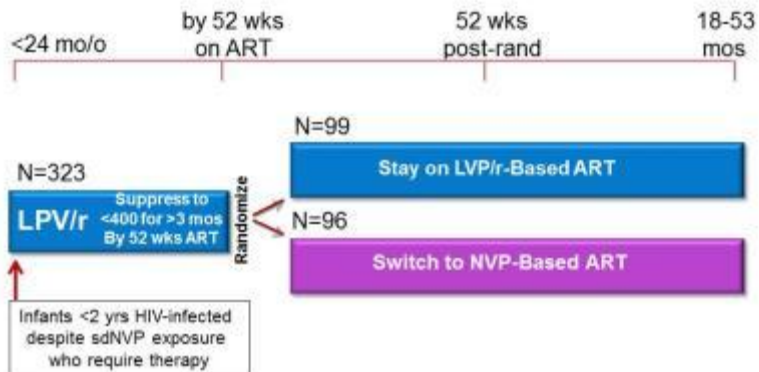 <24 mo/o
by 52 wks
on ART
52 wks
post-rand
18-53
mos
N=323
LPV/r
Suppress to
<400 for >3 mos
By 52 wks ART
Randomize
N=99
Stay on LVP/r-Based ART
N=96
Switch to NVP-Based ART
Infants <2 yrs HIV-infected
despite sdNVP exposure
who require therapy